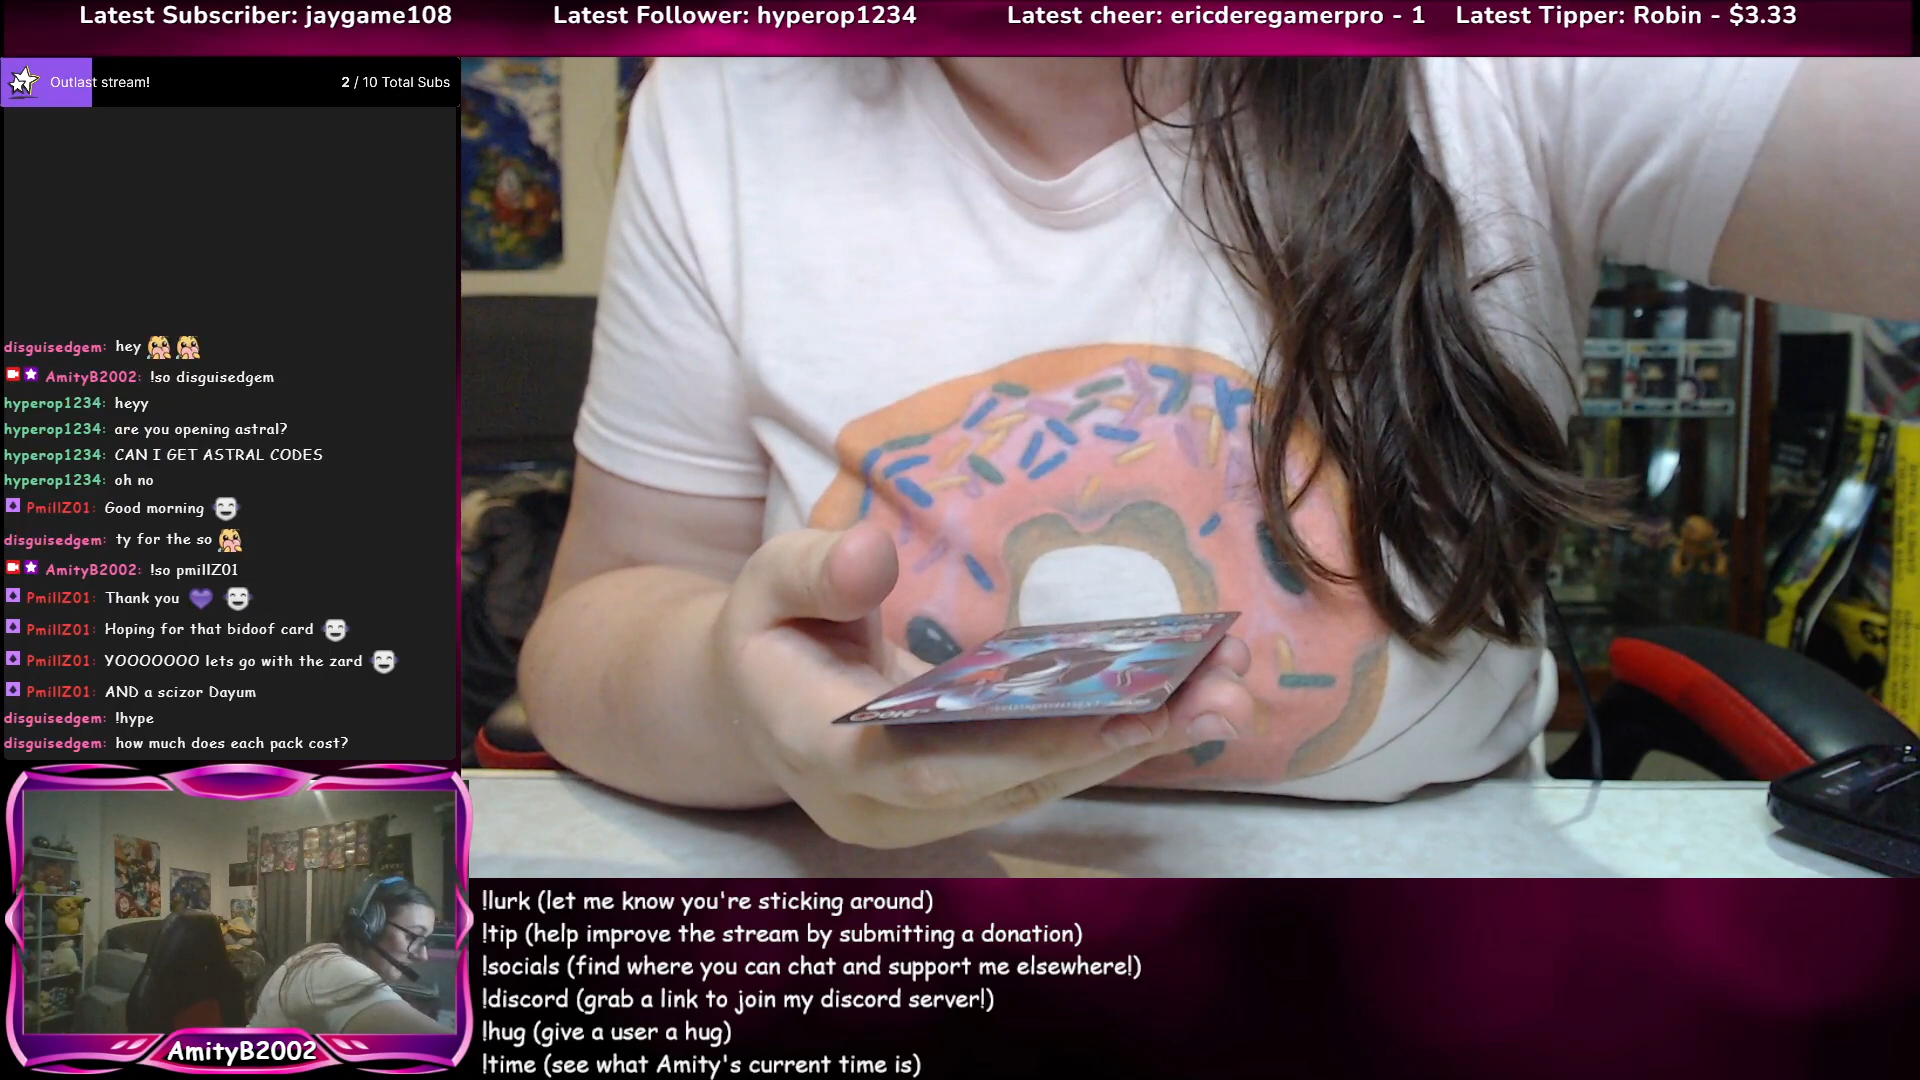 Latest Subscriber: jaygame108
Latest Follower: hyperop1234
Latest cheer: ericderegamerpro - 1
Latest Tipper: Robin - $3.33
Outlast stream!
2 / 10 Total Subs
disguisedgem: hey
AmityB2002: !so disguisedgem
hyperop1234: heyy
hyperop1234: are you opening astral?
hyperop1234: CAN I GET ASTRAL CODES
hyperop1234: oh no
PmillZ01: Good morning
disguisedgem: ty for the so
AmityB2002: !so pmillZ01
PmillZ01: Thank you
PmillZ01: Hoping for that bidoof card
PmillZ01: YOOOOOOO lets go with the zard
PmillZ01: AND a scizor Dayum
disguisedgem: !hype
disguisedgem: how much does each pack cost?
AmityB2002
!lurk (let me know you're sticking around)
!tip (help improve the stream by submitting a donation)
!socials (find where you can chat and support me elsewhere!)
!discord (grab a link to join my discord server!)
!hug (give a user a hug)
!time (see what Amity's current time is)